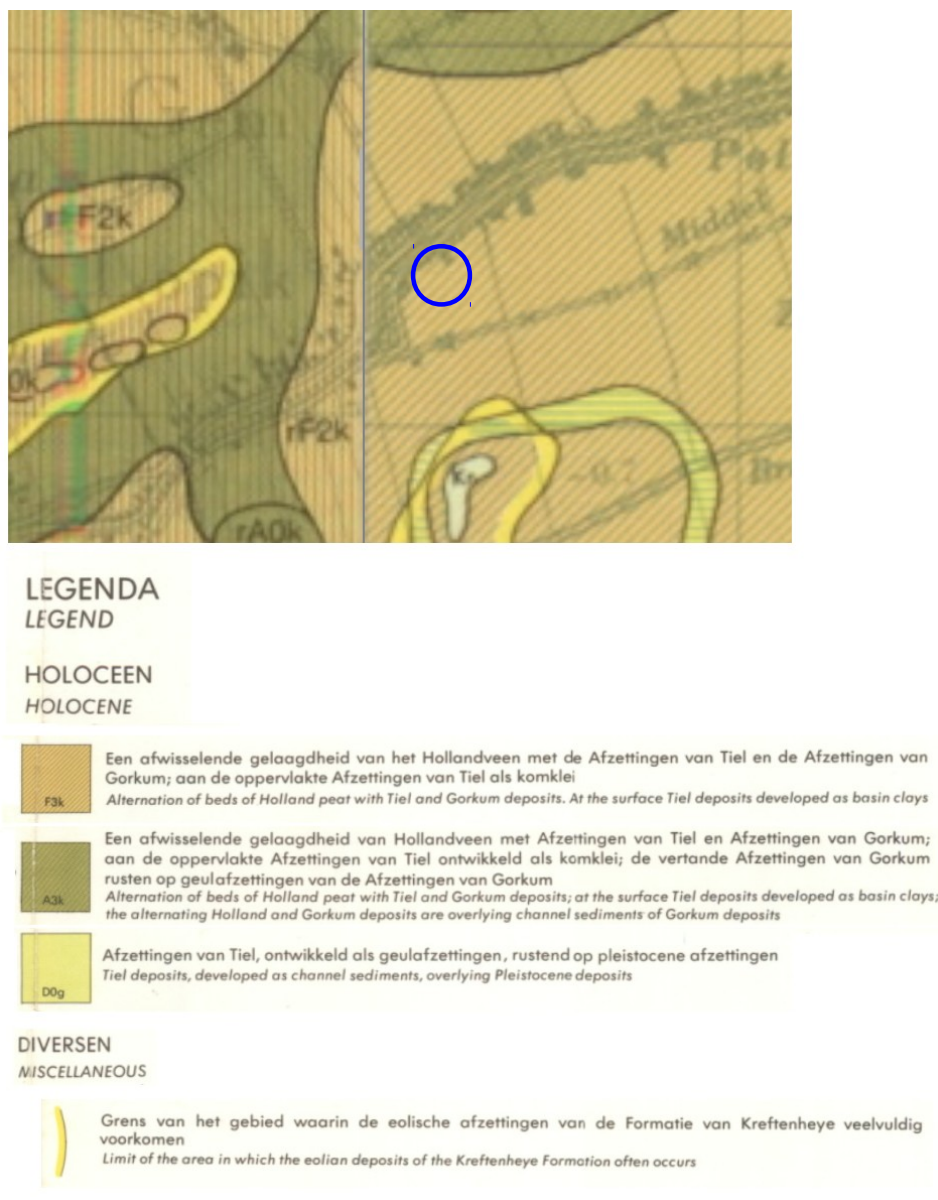 F2k
Middel
0k
rF2k
rA0k
LEGENDA
LEGEND
HOLOCEEN
HOLOCENE
Een afwisselende gelaagdheid van het Hollandveen met de Afzettingen van Tiel en de Afzettingen van
Gorkum; aan de oppervlakte Afzettingen van Tiel als komklei
F3k
Alternation of beds of Holland peat with Tiel and Gorkum deposits. At the surface Tiel deposits developed as basin clays
Een afwisselende gelaagdheid van Hollandveen met Afzettingen van Tiel en Afzettingen van Gorkum;
aan de oppervlakte Afzettingen van Tiel ontwikkeld als komklei; de vertande Afzettingen van Gorkum
rusten op geulafzettingen van de Afzettingen van Gorkum
A3k
Alternation of beds of Holland peat with Tiel and Gorkum deposits; at the surface Tiel deposits developed as basin clays;
the alternating Holland and Gorkum deposits are overlying channel sediments of Gorkum deposits
Afzettingen van Tiel, ontwikkeld als geulafzettingen, rustend op pleistocene afzettingen
Tiel deposits, developed as channel sediments, overlying Pleistocene deposits
D0g
DIVERSEN
MISCELLANEOUS
Grens van het gebied waarin de eolische afzettingen van de Formatie van Kreftenheye veelvuldig
voorkomen
Limit of the area in which the eolian deposits of the Kreftenheye Formation often occurs